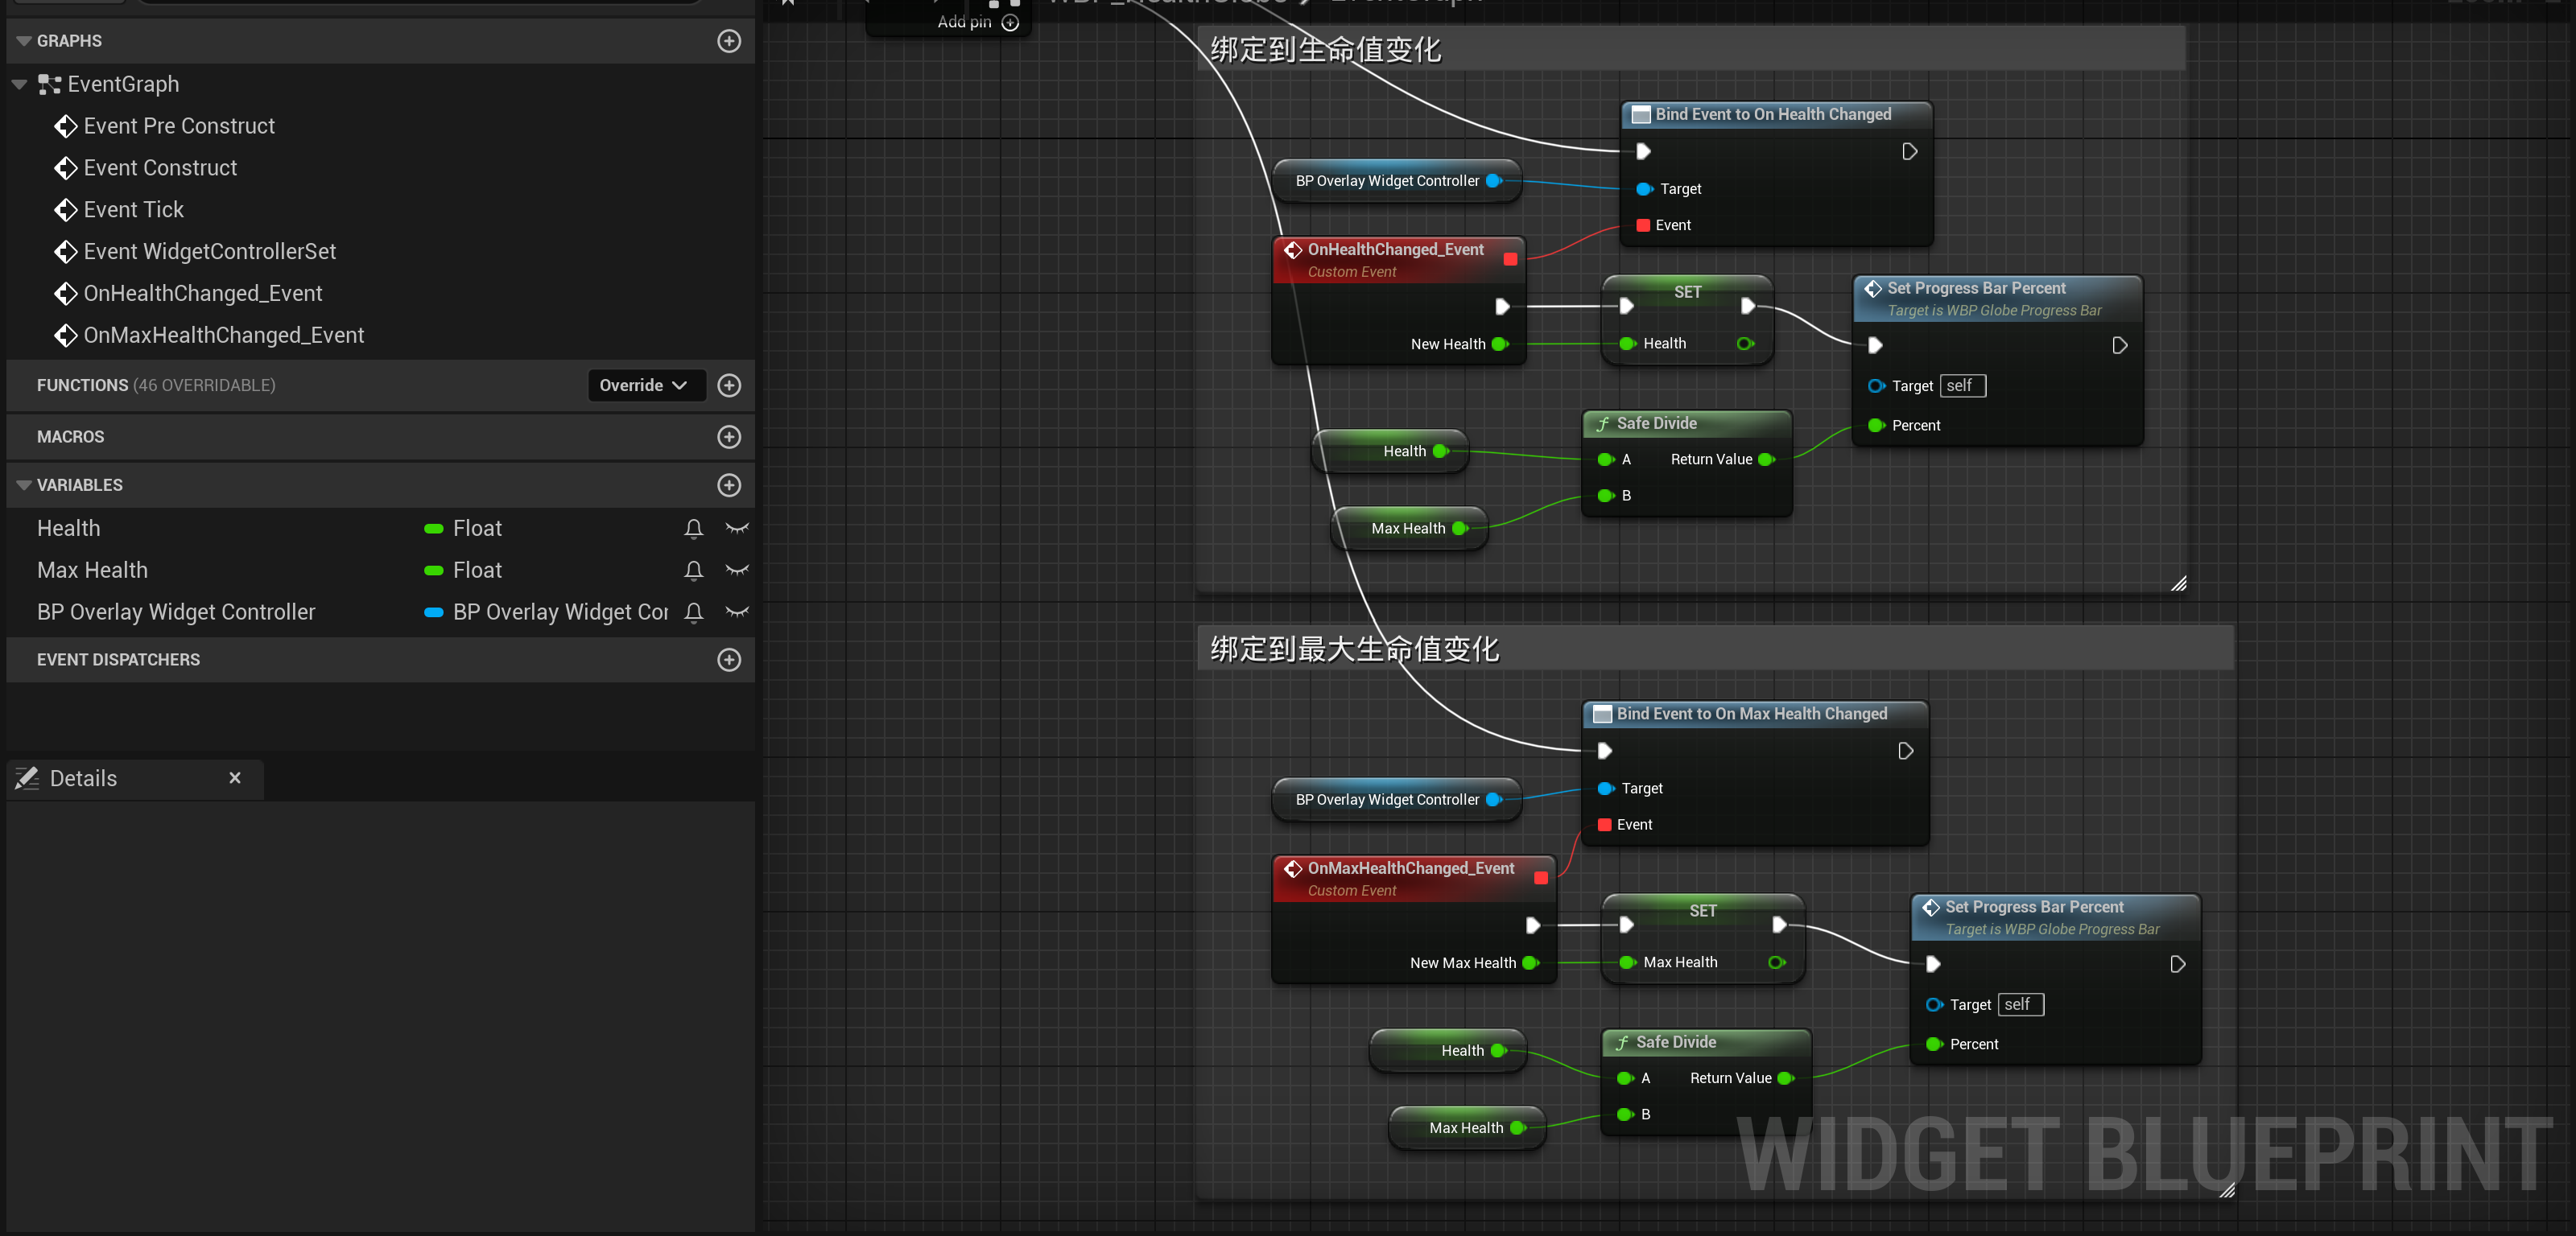 GRAPHS
EventGraph
Event Pre Construct
Event Construct
Event Tick
Event WidgetControllerSet
OnHealthChanged_Event
OnMaxHealthChanged_Event
FUNCTIONS (46 OVERRIDABLE)
Override
MACROS
VARIABLES
Health Float
Max Health Float
BP Overlay Widget Controller BP Overlay Widget Cor
EVENT DISPATCHERS
Details
Add pin
绑定到生命值变化
Bind Event to On Health Changed
BP Overlay Widget Controller
Target
Event
OnHealthChanged_Event
Custom Event
New Health
SET
Health
Set Progress Bar Percent
Target is WBP Globe Progress Bar
Target self
Percent
Health
Max Health
Safe Divide
A Return Value
B
绑定到最大生命值变化
Bind Event to On Max Health Changed
BP Overlay Widget Controller
Target
Event
OnMaxHealthChanged_Event
Custom Event
New Max Health
SET
Max Health
Set Progress Bar Percent
Target is WBP Globe Progress Bar
Target self
Percent
Health
Max Health
Safe Divide
A Return Value
B
WIDGET BLUEPRINT